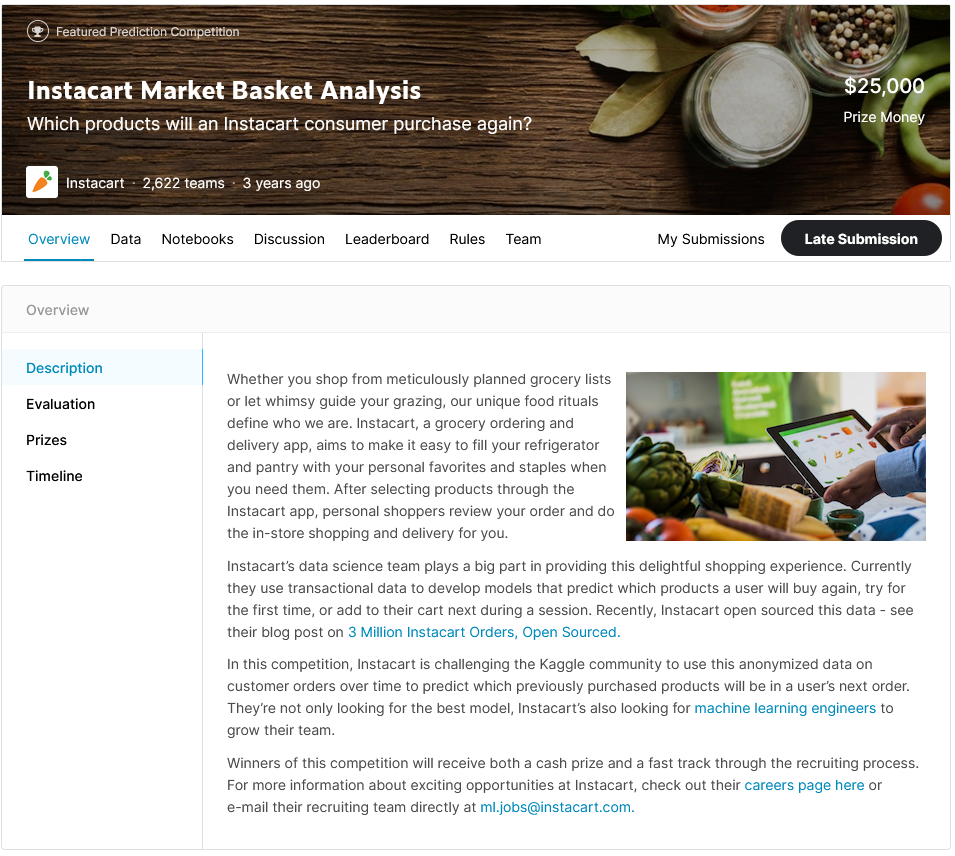 Featured Prediction Competition
Instacart Market Basket Analysis
Which products will an Instacart consumer purchase again?
$25,000
Prize Money
Instacart · 2,622 teams · 3 years ago
Overview Data Notebooks Discussion Leaderboard Rules Team My Submissions Late Submission
Overview
Description
Evaluation
Prizes
Timeline
Whether you shop from meticulously planned grocery lists
or let whimsy guide your grazing, our unique food rituals
define who we are. Instacart, a grocery ordering and
delivery app, aims to make it easy to fill your refrigerator
and pantry with your personal favorites and staples when
you need them. After selecting products through the
Instacart app, personal shoppers review your order and do
the in-store shopping and delivery for you.
Instacart’s data science team plays a big part in providing this delightful shopping experience. Currently
they use transactional data to develop models that predict which products a user will buy again, try for
the first time, or add to their cart next during a session. Recently, Instacart open sourced this data - see
their blog post on 3 Million Instacart Orders, Open Sourced.
In this competition, Instacart is challenging the Kaggle community to use this anonymized data on
customer orders over time to predict which previously purchased products will be in a user’s next order.
They’re not only looking for the best model, Instacart’s also looking for machine learning engineers to
grow their team.
Winners of this competition will receive both a cash prize and a fast track through the recruiting process.
For more information about exciting opportunities at Instacart, check out their careers page here or
e-mail their recruiting team directly at ml.jobs@instacart.com.